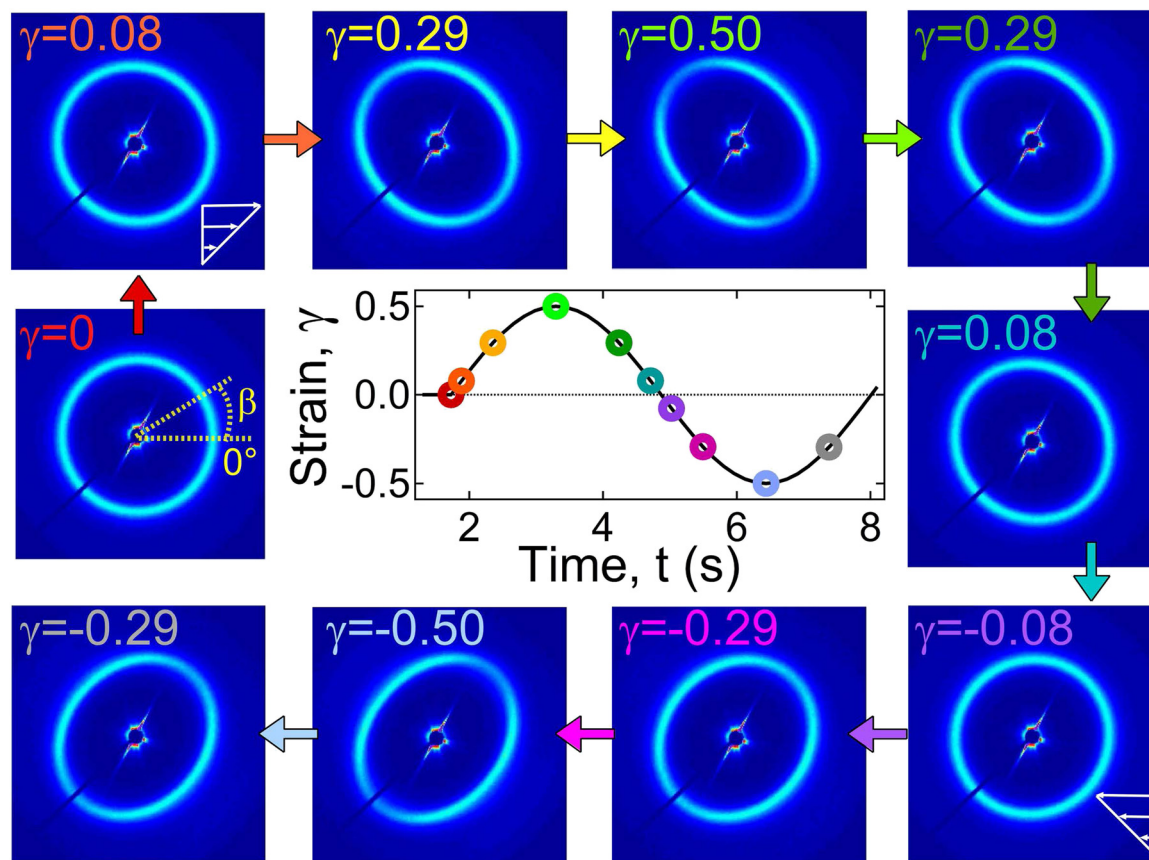 γ=0.08
γ=0.29
γ=0.50
γ=0.29
γ=0
β
0°
Strain, γ
0.5
0.0
-0.5
2
4
6
8
Time, t (s)
γ=0.08
γ=-0.29
γ=-0.50
γ=-0.29
γ=-0.08